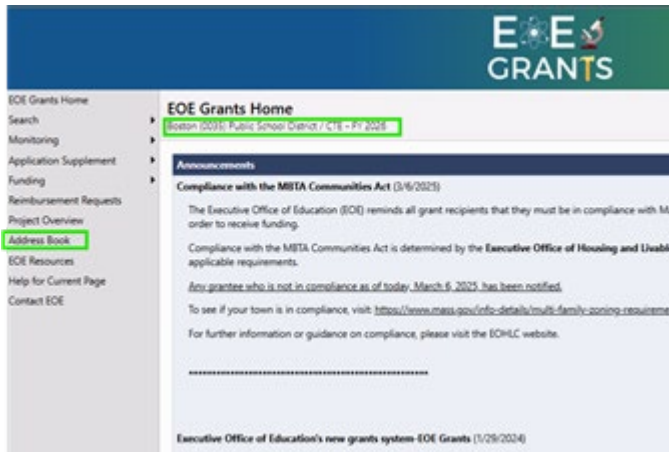 EOE
GRANTS
EOE Grants Home
Search
Monitoring
Application Supplement
Funding
Reimbursement Requests
Project Overview
Address Book
EOE Resources
Help for Current Page
Contact EOE
EOE Grants Home
Boston (0035) Public School District / CTE - FY 2026
Announcements
Compliance with the MBTA Communities Act (3/6/2025)
The Executive Office of Education (EOE) reminds all grant recipients that they must be in compliance with M
order to receive funding.
Compliance with the MBTA Communities Act is determined by the Executive Office of Housing and Livabl
applicable requirements.
Any grantee who is not in compliance as of today, March 6, 2025, has been notified.
To see if your town is in compliance, visit: https://www.mass.gov/info-details/multi-family-zoning-requireme
For further information or guidance on compliance, please visit the EOHLC website.
Executive Office of Education's new grants system-EOE Grants (1/29/2024)